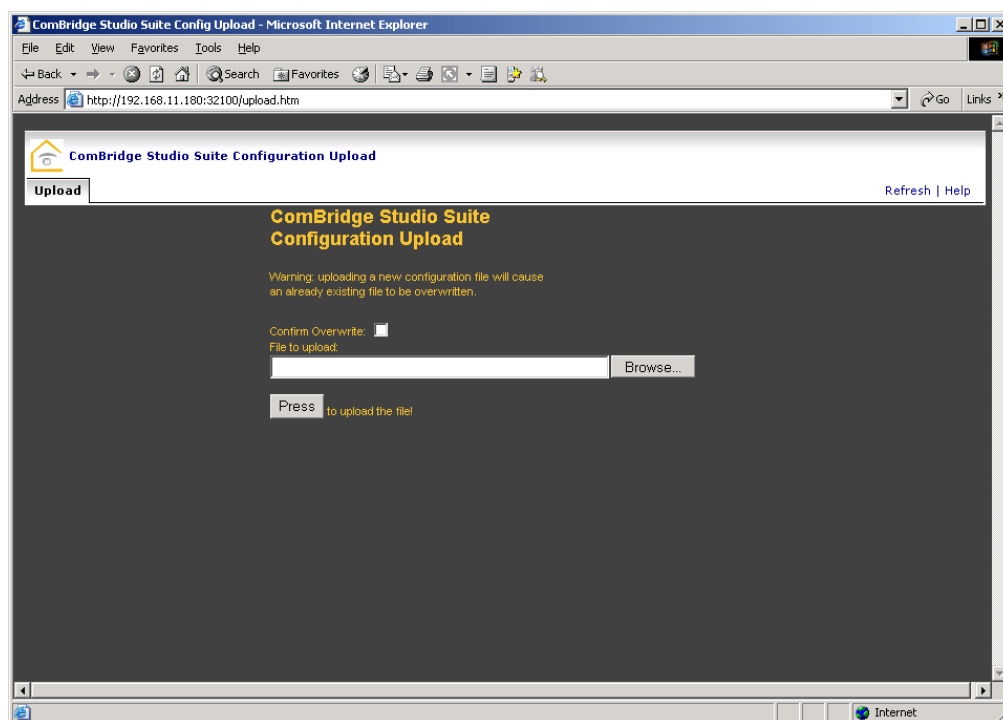 ComBridge Studio Suite Config Upload - Microsoft Internet Explorer
File Edit View Favorites Tools Help
Back Search Favorites
Address http://192.168.11.180:32100/upload.htm Go Links »
ComBridge Studio Suite Configuration Upload
Upload Refresh | Help
ComBridge Studio Suite
Configuration Upload
Warning: uploading a new configuration file will cause
an already existing file to be overwritten.
Confirm Overwrite:
File to upload:
Browse...
Press to upload the file!
Internet